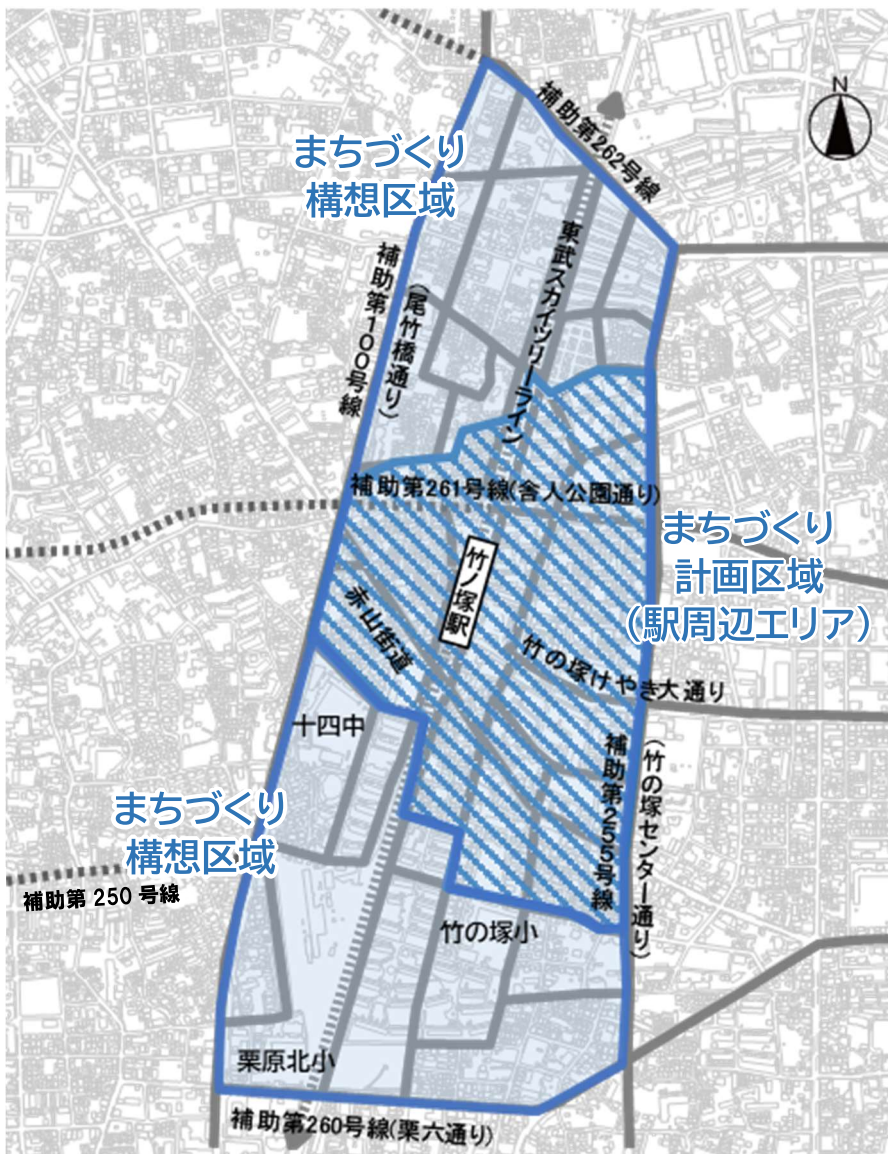 N
補助第262号線
まちづくり
構想区域
東武スカイツリーライン
補助第100号線
(尾竹橋通り)
補助第261号線(舎人公園通り)
まちづくり
計画区域
(駅周辺エリア)
竹ノ塚駅
赤山街道
竹の塚けやき大通り
十四中
補助第255号線
(竹の塚センター通り)
まちづくり
構想区域
補助第250号線
竹の塚小
栗原北小
補助第260号線(栗六通り)